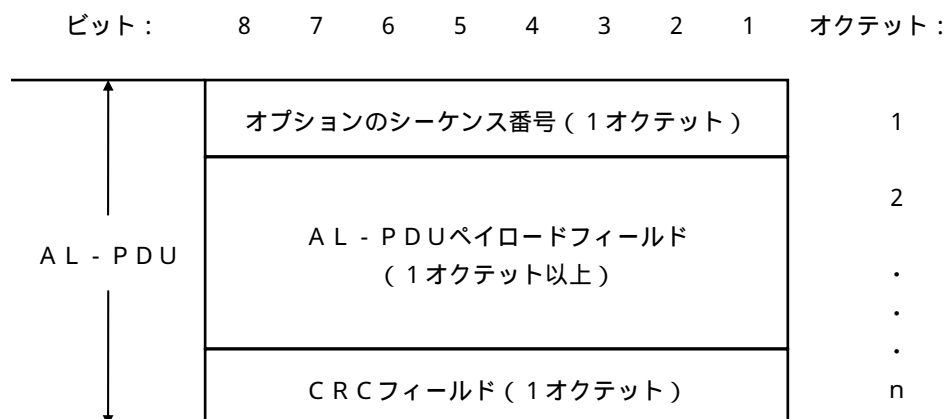 ビット： 8 7 6 5 4 3 2 1 オクテット：
オプションのシーケンス番号（１オクテット） 1
2
ＡＬ－ＰＤＵペイロードフィールド
ＡＬ－ＰＤＵ
（１オクテット以上） ・
・
・
ＣＲＣフィールド（１オクテット） n